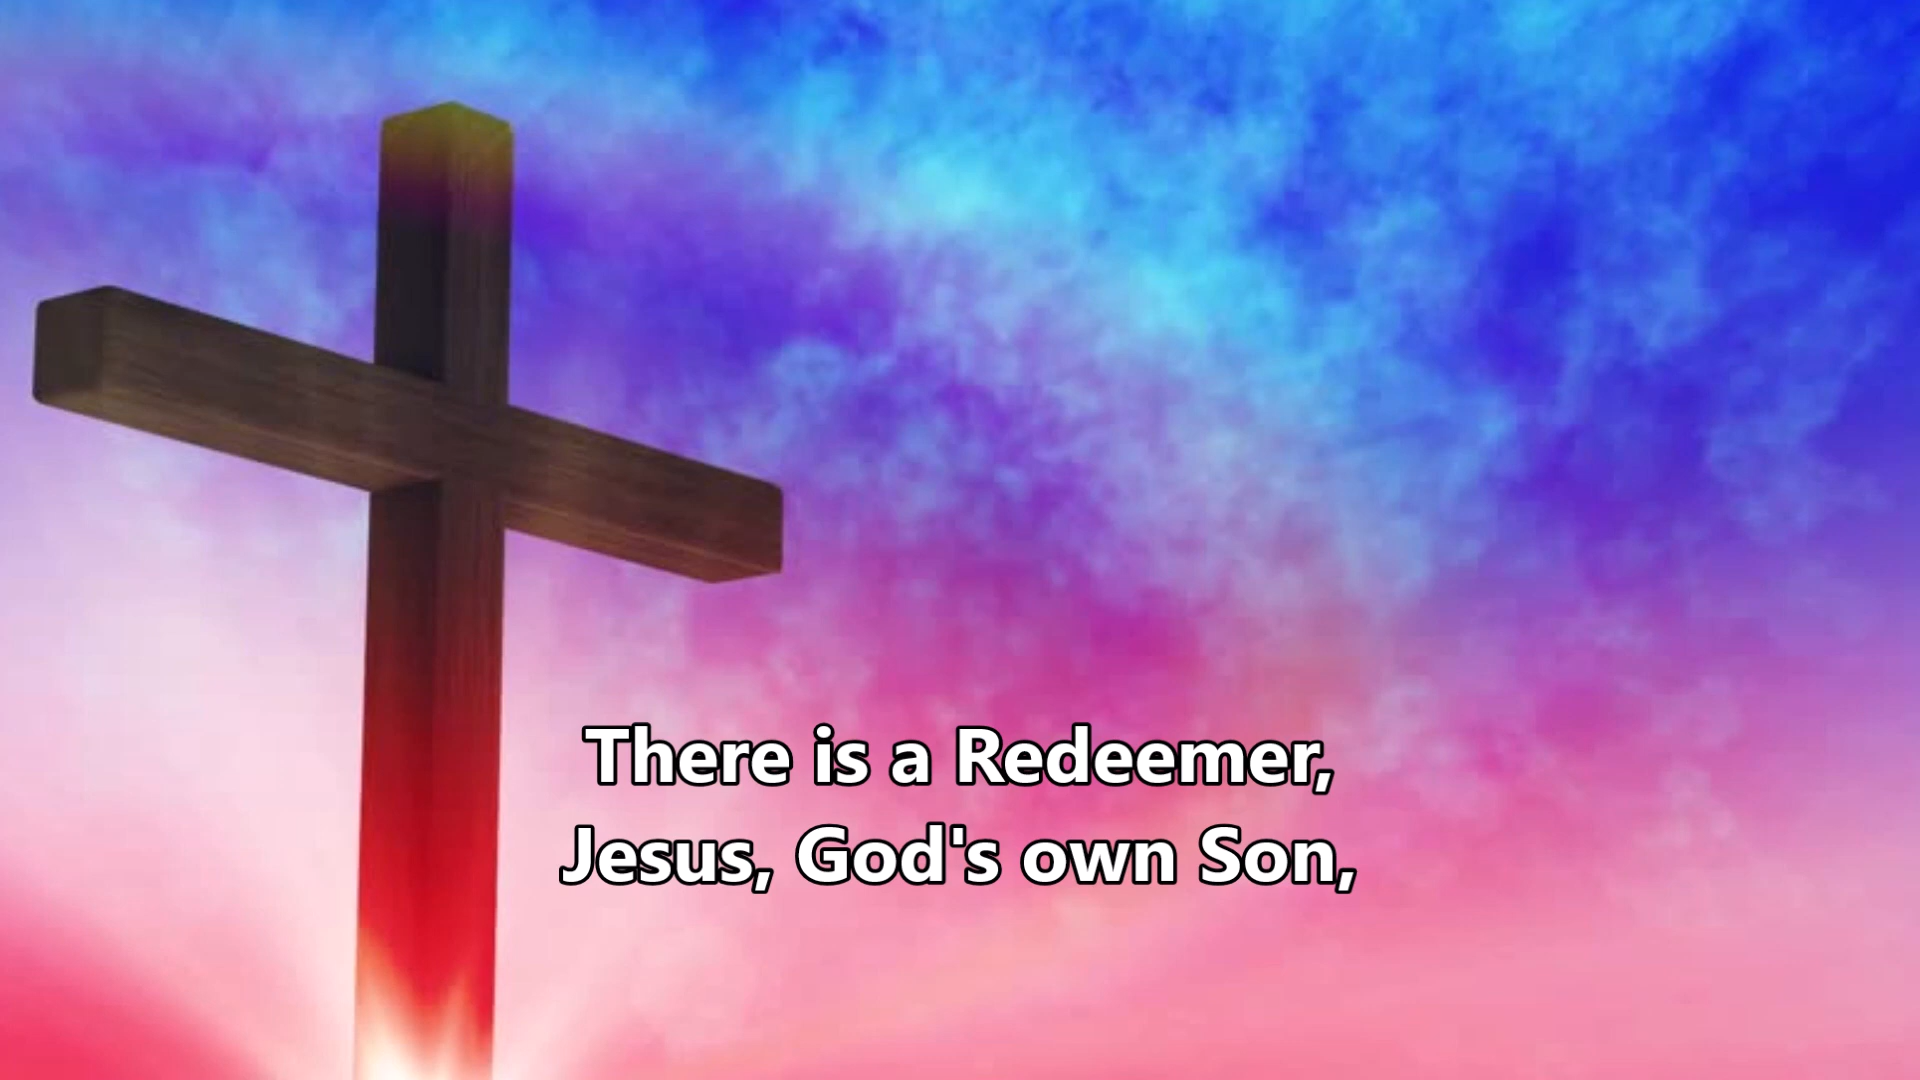 There is a Redeemer,
Jesus, God's own Son,